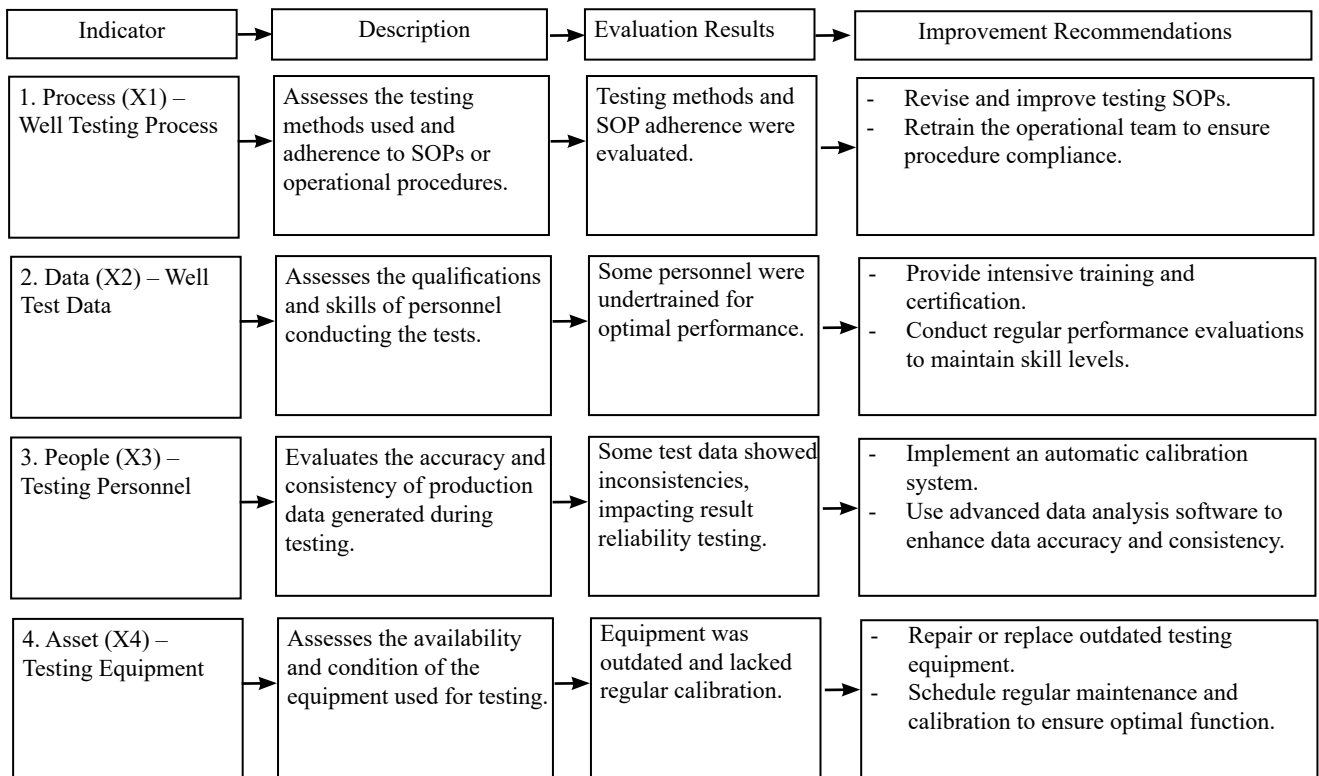 Indicator
Description
Evaluation Results
Improvement Recommendations
1. Process (X1) –
Well Testing Process
Assesses the testing
methods used and
adherence to SOPs or
operational procedures.
Testing methods and
SOP adherence were
evaluated.
- Revise and improve testing SOPs.
- Retrain the operational team to ensure
procedure compliance.
2. Data (X2) – Well
Test Data
Assesses the qualifications
and skills of personnel
conducting the tests.
Some personnel were
undertrained for
optimal performance.
- Provide intensive training and
certification.
- Conduct regular performance evaluations
to maintain skill levels.
3. People (X3) –
Testing Personnel
Evaluates the accuracy and
consistency of production
data generated during
testing.
Some test data showed
inconsistencies,
impacting result
reliability testing.
- Implement an automatic calibration
system.
- Use advanced data analysis software to
enhance data accuracy and consistency.
4. Asset (X4) –
Testing Equipment
Assesses the availability
and condition of the
equipment used for testing.
Equipment was
outdated and lacked
regular calibration.
- Repair or replace outdated testing
equipment.
- Schedule regular maintenance and
calibration to ensure optimal function.